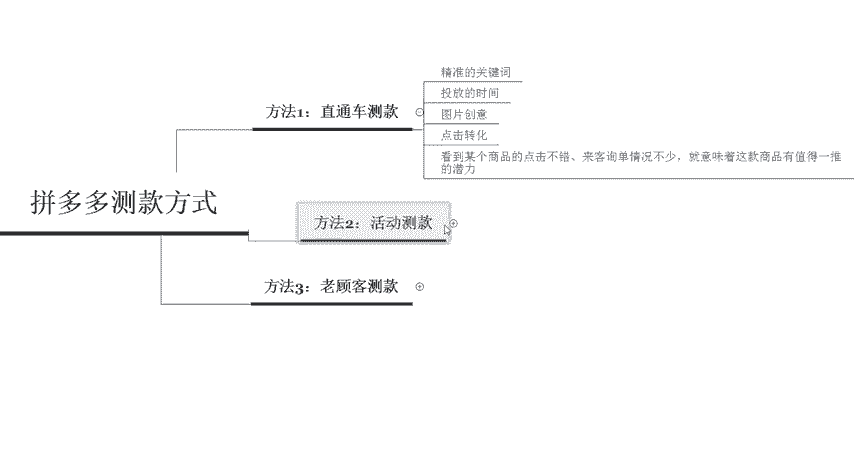 拼多多测款方式
方法1：直通车测款
精准的关键词
投放的时间
图片创意
点击转化
看到某个商品的点击不错、来客询单情况不少，就意味着这款商品有值得一推
的潜力
方法2：活动测款
方法3：老顾客测款